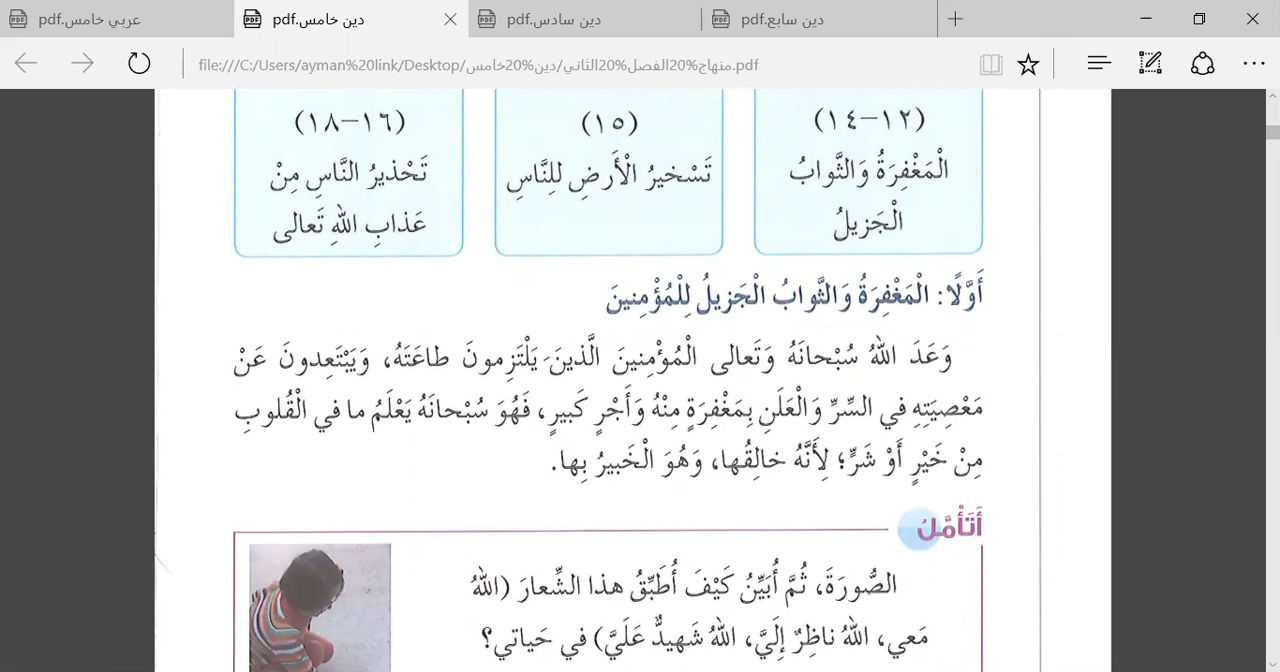 عربي خامس.pdf
دين خامس.pdf
دين سادس.pdf
دين سابع.pdf
file:///C:/Users/ayman%20link/Desktop/منهاج%20الفصل%20الثاني/دين%20خامس.pdf
(١٢-١٤)
الْمَغْفِرَةُ وَالثَّوابُ
الْجَزيلُ
(١٥)
تَسْخيرُ الْأَرضِ للِنَّاسِ
(١٦-١٨)
تَحْذيرُ النَّاسِ مِنْ
عَذابِ اللهِ تَعالى
أَوَّلًا: الْمَغْفِرَةُ وَالثَّوابُ الْجَزيلُ لِلْمُؤْمِنينَ
وَعَدَ اللهُ سُبْحانَهُ وَتَعالى الْمُؤْمِنينَ الَّذينَ يَلْتَزِمونَ طاعَتَهُ، وَيَبْتَعِدونَ عَنْ
مَعْصِيَتِهِ في السِّرِّ وَالْعَلَنِ بِمَغْفِرَةٍ مِنْهُ وَأَجْرٍ كَبيرٍ، فَهُوَ سُبْحانَهُ يَعْلَمُ ما في الْقُلوبِ
مِنْ خَيْرٍ أَوْ شَرٍّ؛ لِأَنَّهُ خالِقُها، وَهُوَ الْخَبيرُ بِها.
أَتَأَمَّلُ
الصُّورَةَ، ثُمَّ أُبَيِّنُ كَيْفَ أُطَبِّقُ هذا الشِّعارَ (اللهُ
مَعي، اللهُ ناظِرٌ إِلَيَّ، اللهُ شَهيدٌ عَلَيَّ) في حَياتي؟